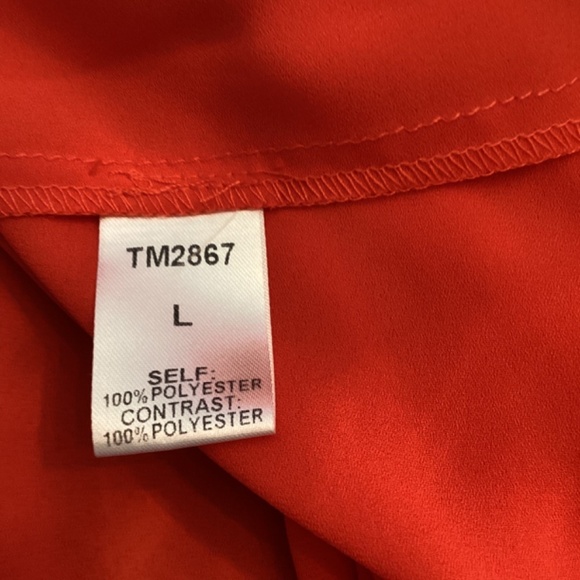 TM2867
L
SELF:
100% POLYESTER
CONTRAST:
100% POLYESTER